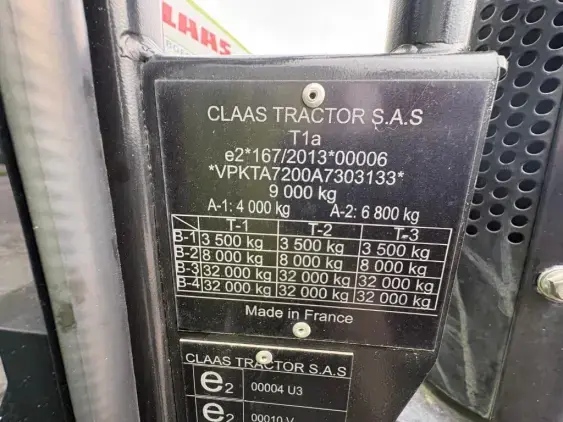 CLAAS
CLAAS TRACTOR S.A.S
T1a
e2*167/2013*00006
*VPKTA7200A7303133*
9 000 kg
A-1: 4 000 kg A-2: 6 800 kg
T-1 T-2 T-3
B-1 3 500 kg 3 500 kg 3 500 kg
B-2 8 000 kg 8 000 kg 8 000 kg
B-3 32 000 kg 32 000 kg 32 000 kg
B-4 32 000 kg 32 000 kg 32 000 kg
Made in France
CLAAS TRACTOR S.A.S
e2 00004 U3
e2 00010 V